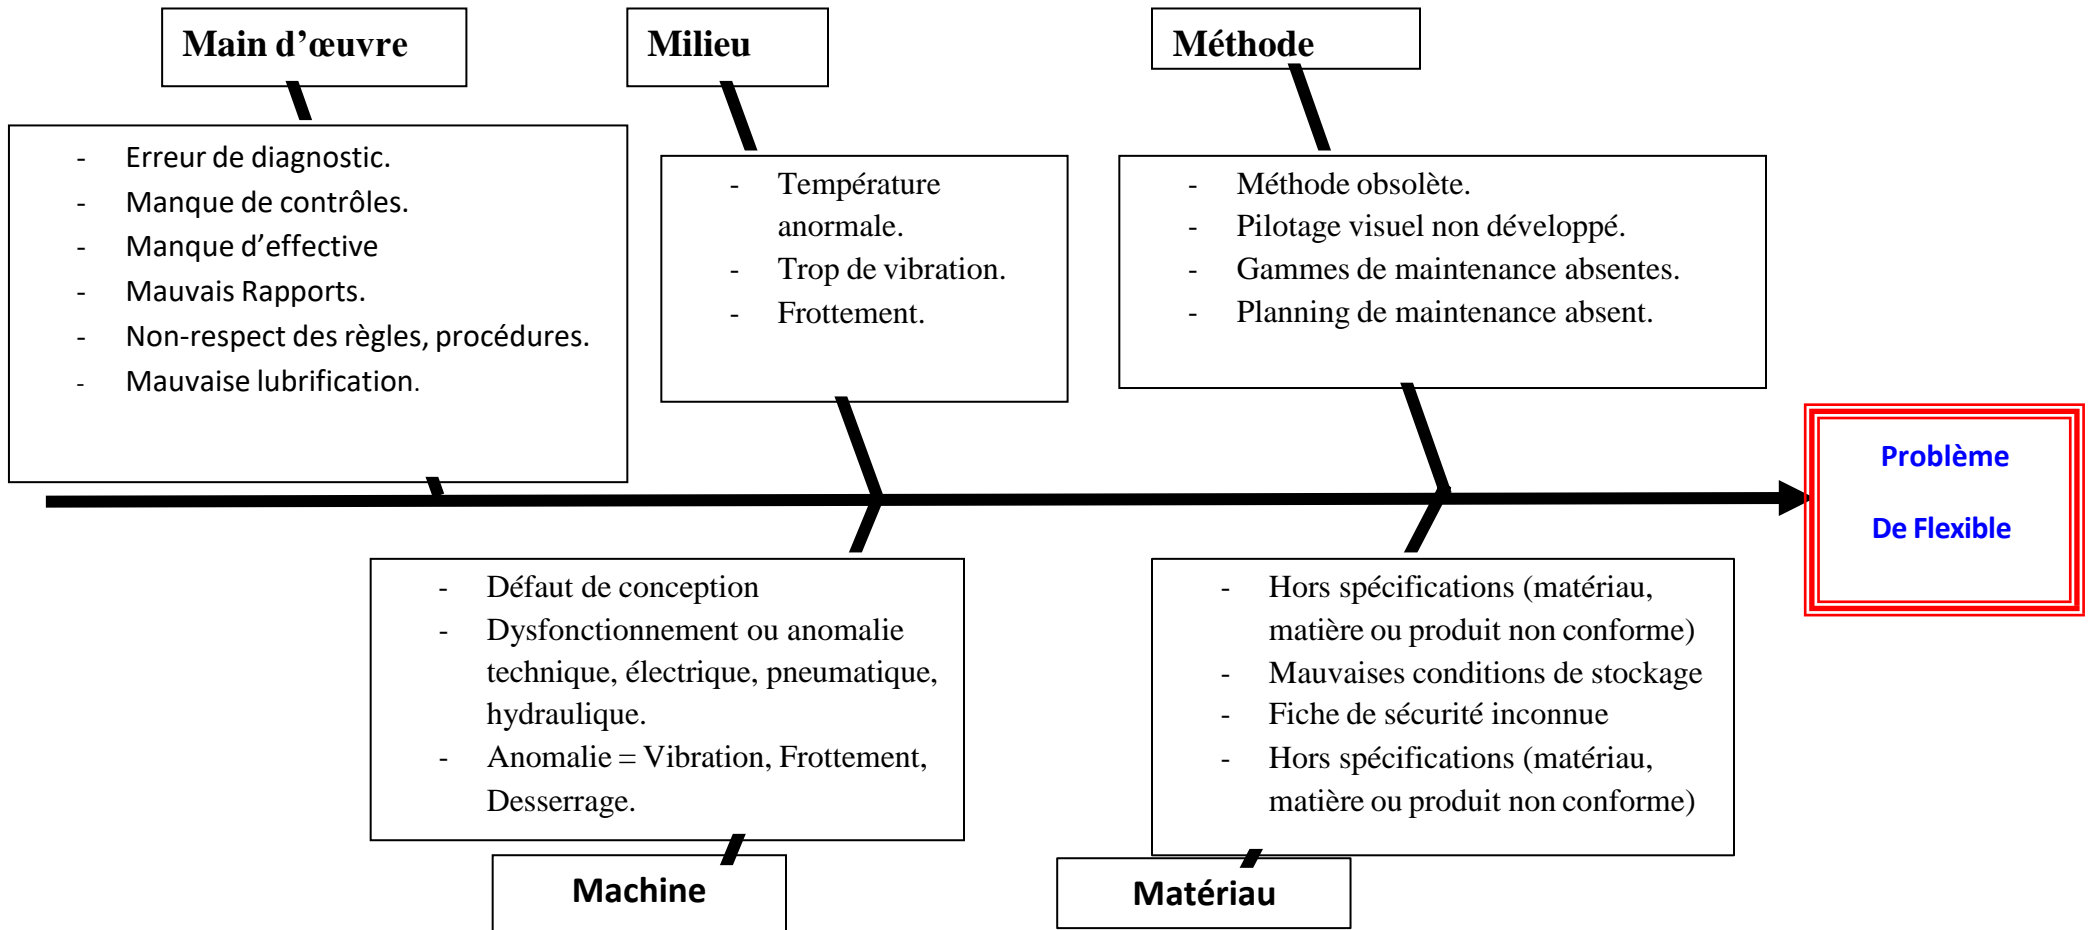 Main d’œuvre
- Erreur de diagnostic.
- Manque de contrôles.
- Manque d’effective
- Mauvais Rapports.
- Non-respect des règles, procédures.
- Mauvaise lubrification.
Milieu
- Température
anormale.
- Trop de vibration.
- Frottement.
Méthode
- Méthode obsolète.
- Pilotage visuel non développé.
- Gammes de maintenance absentes.
- Planning de maintenance absent.
Problème
De Flexible
- Défaut de conception
- Dysfonctionnement ou anomalie
technique, électrique, pneumatique,
hydraulique.
- Anomalie = Vibration, Frottement,
Desserrage.
Machine
- Hors spécifications (matériau,
matière ou produit non conforme)
- Mauvaises conditions de stockage
- Fiche de sécurité inconnue
- Hors spécifications (matériau,
matière ou produit non conforme)
Matériau